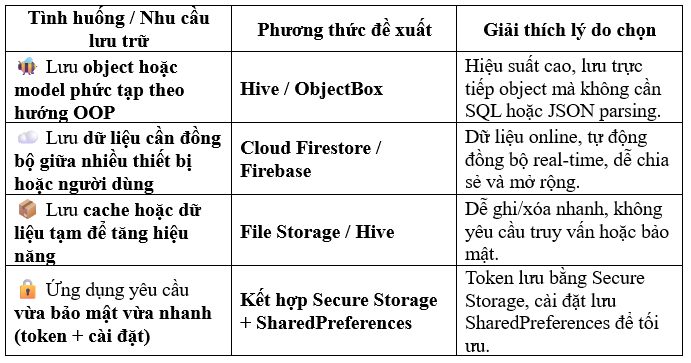 Tình huống / Nhu cầu
lưu trữ
Phương thức đề xuất
Giải thích lý do chọn
Lưu object hoặc
model phức tạp theo
hướng OOP
Hive / ObjectBox
Hiệu suất cao, lưu trực
tiếp object mà không cần
SQL hoặc JSON parsing.
Lưu dữ liệu cần đồng
bộ giữa nhiều thiết bị
hoặc người dùng
Cloud Firestore /
Firebase
Dữ liệu online, tự động
đồng bộ real-time, dễ chia
sẻ và mở rộng.
Lưu cache hoặc dữ
liệu tạm để tăng hiệu
năng
File Storage / Hive
Dễ ghi/xóa nhanh, không
yêu cầu truy vấn hoặc bảo
mật.
Ứng dụng yêu cầu
vừa bảo mật vừa nhanh
(token + cài đặt)
Kết hợp Secure Storage
+ SharedPreferences
Token lưu bằng Secure
Storage, cài đặt lưu
SharedPreferences để tối
ưu.